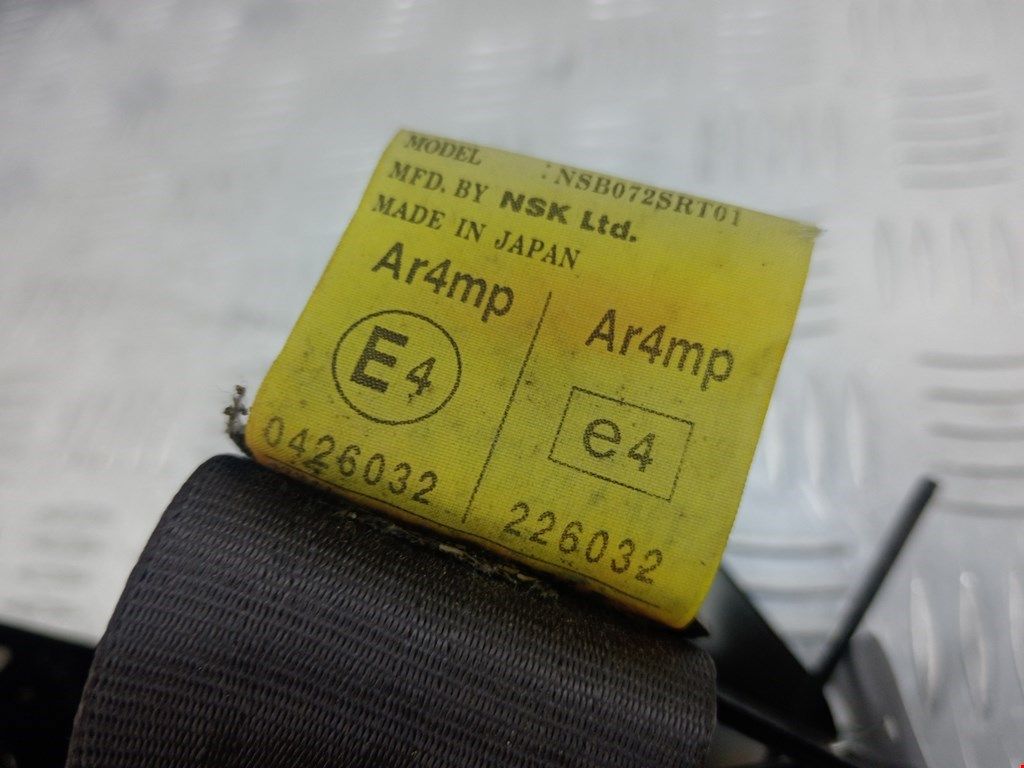 MODEL : NSB072SRT01
MFD. BY NSK Ltd.
MADE IN JAPAN
Ar4mp
E4
0426032
Ar4mp
e4
226032